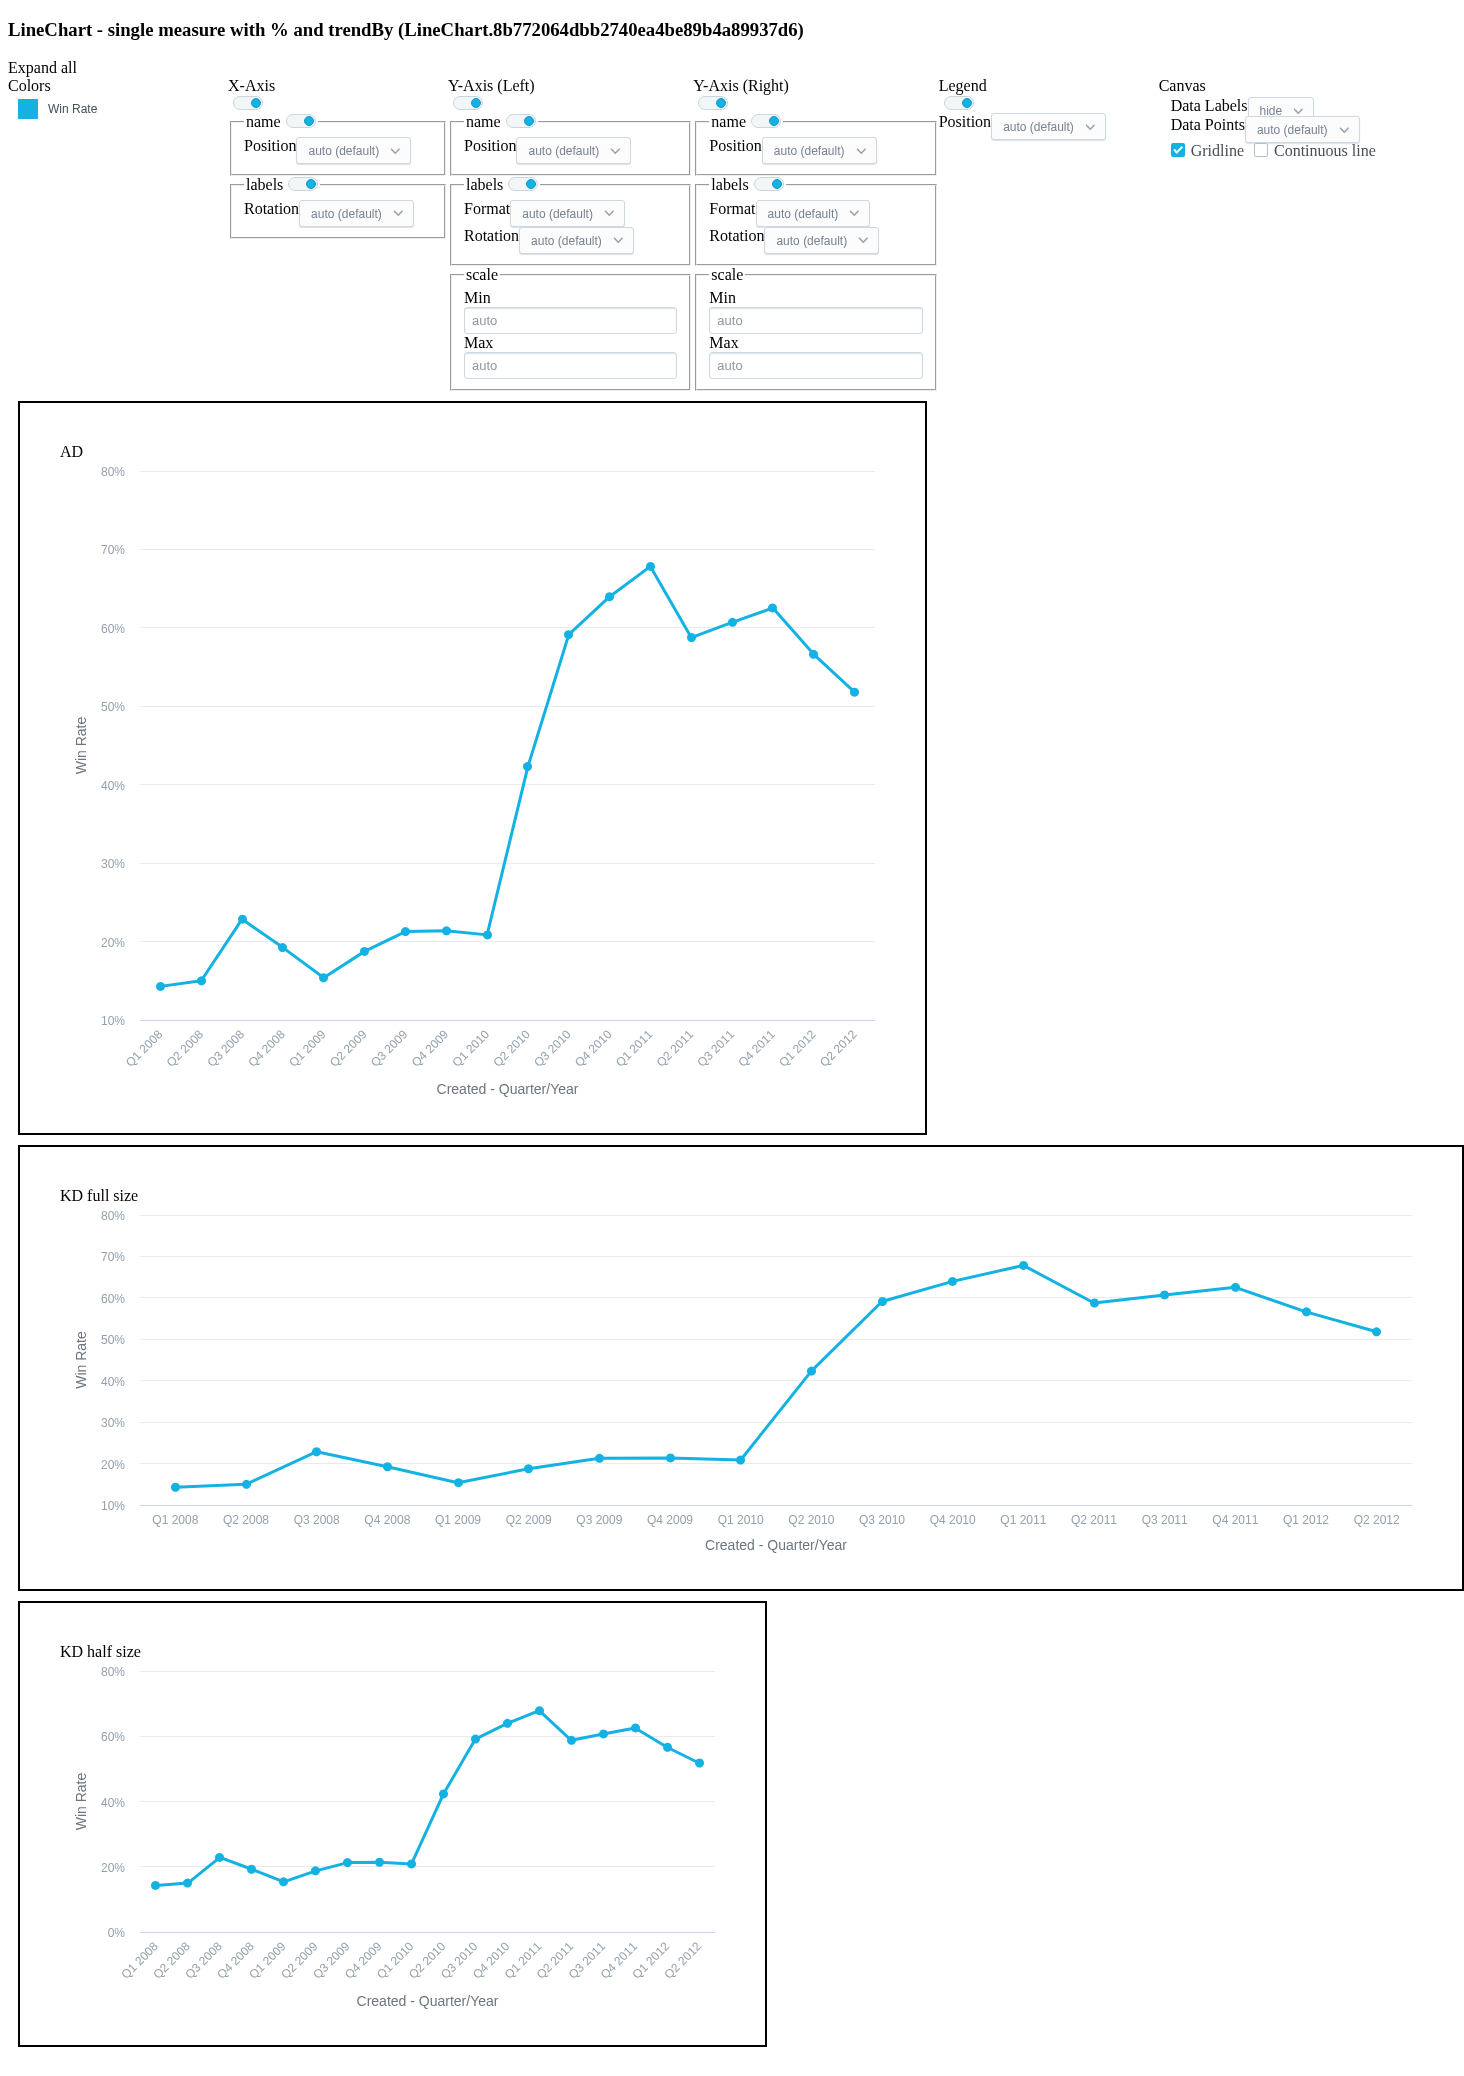 LineChart - single measure with % and trendBy (LineChart.8b772064dbb2740ea4be89b4a89937d6)
Expand all
Colors
Win Rate
X-Axis
name
Position auto (default)
labels
Rotation auto (default)
Y-Axis (Left)
name
Position auto (default)
labels
Format auto (default)
Rotation auto (default)
scale
Min
auto
Max
auto
Y-Axis (Right)
name
Position auto (default)
labels
Format auto (default)
Rotation auto (default)
scale
Min
auto
Max
auto
Legend
Position auto (default)
Canvas
Data Labels hide
Data Points auto (default)
Gridline Continuous line
AD
80%
70%
60%
50%
40%
30%
20%
10%
Win Rate
Q1 2008 Q2 2008 Q3 2008 Q4 2008 Q1 2009 Q2 2009 Q3 2009 Q4 2009 Q1 2010 Q2 2010 Q3 2010 Q4 2010 Q1 2011 Q2 2011 Q3 2011 Q4 2011 Q1 2012 Q2 2012
Created - Quarter/Year
KD full size
80%
70%
60%
50%
40%
30%
20%
10%
Win Rate
Q1 2008 Q2 2008 Q3 2008 Q4 2008 Q1 2009 Q2 2009 Q3 2009 Q4 2009 Q1 2010 Q2 2010 Q3 2010 Q4 2010 Q1 2011 Q2 2011 Q3 2011 Q4 2011 Q1 2012 Q2 2012
Created - Quarter/Year
KD half size
80%
60%
40%
20%
0%
Win Rate
Q1 2008 Q2 2008 Q3 2008 Q4 2008 Q1 2009 Q2 2009 Q3 2009 Q4 2009 Q1 2010 Q2 2010 Q3 2010 Q4 2010 Q1 2011 Q2 2011 Q3 2011 Q4 2011 Q1 2012 Q2 2012
Created - Quarter/Year